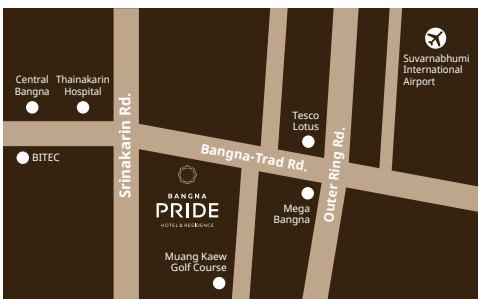 Suvarnabhumi
International
Airport
Central
Bangna
Thainakarin
Hospital
Srinakarin Rd.
Tesco
Lotus
Outer Ring Rd.
Bangna-Trad Rd.
BITEC
BANGNA
PRIDE
HOTEL & RESIDENCE
Mega
Bangna
Muang Kaew
Golf Course